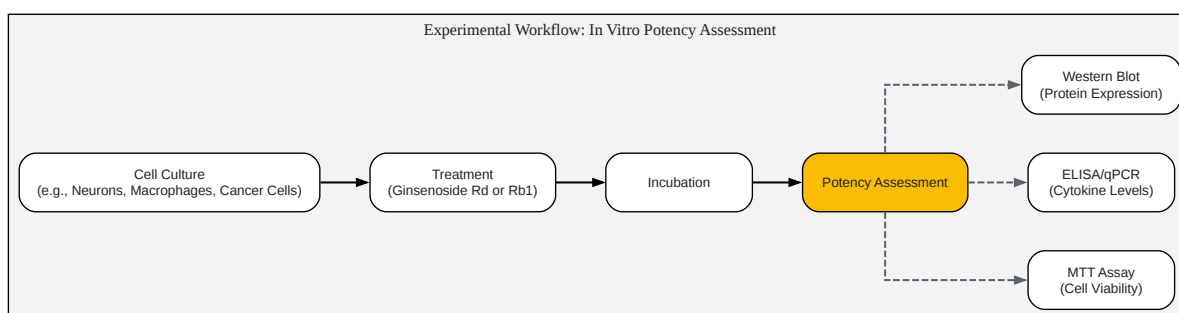 Experimental Workflow: In Vitro Potency Assessment
Cell Culture
(e.g., Neurons, Macrophages, Cancer Cells)
Treatment
(Ginsenoside Rd or Rb1)
Incubation
Potency Assessment
Western Blot
(Protein Expression)
ELISA/qPCR
(Cytokine Levels)
MTT Assay
(Cell Viability)